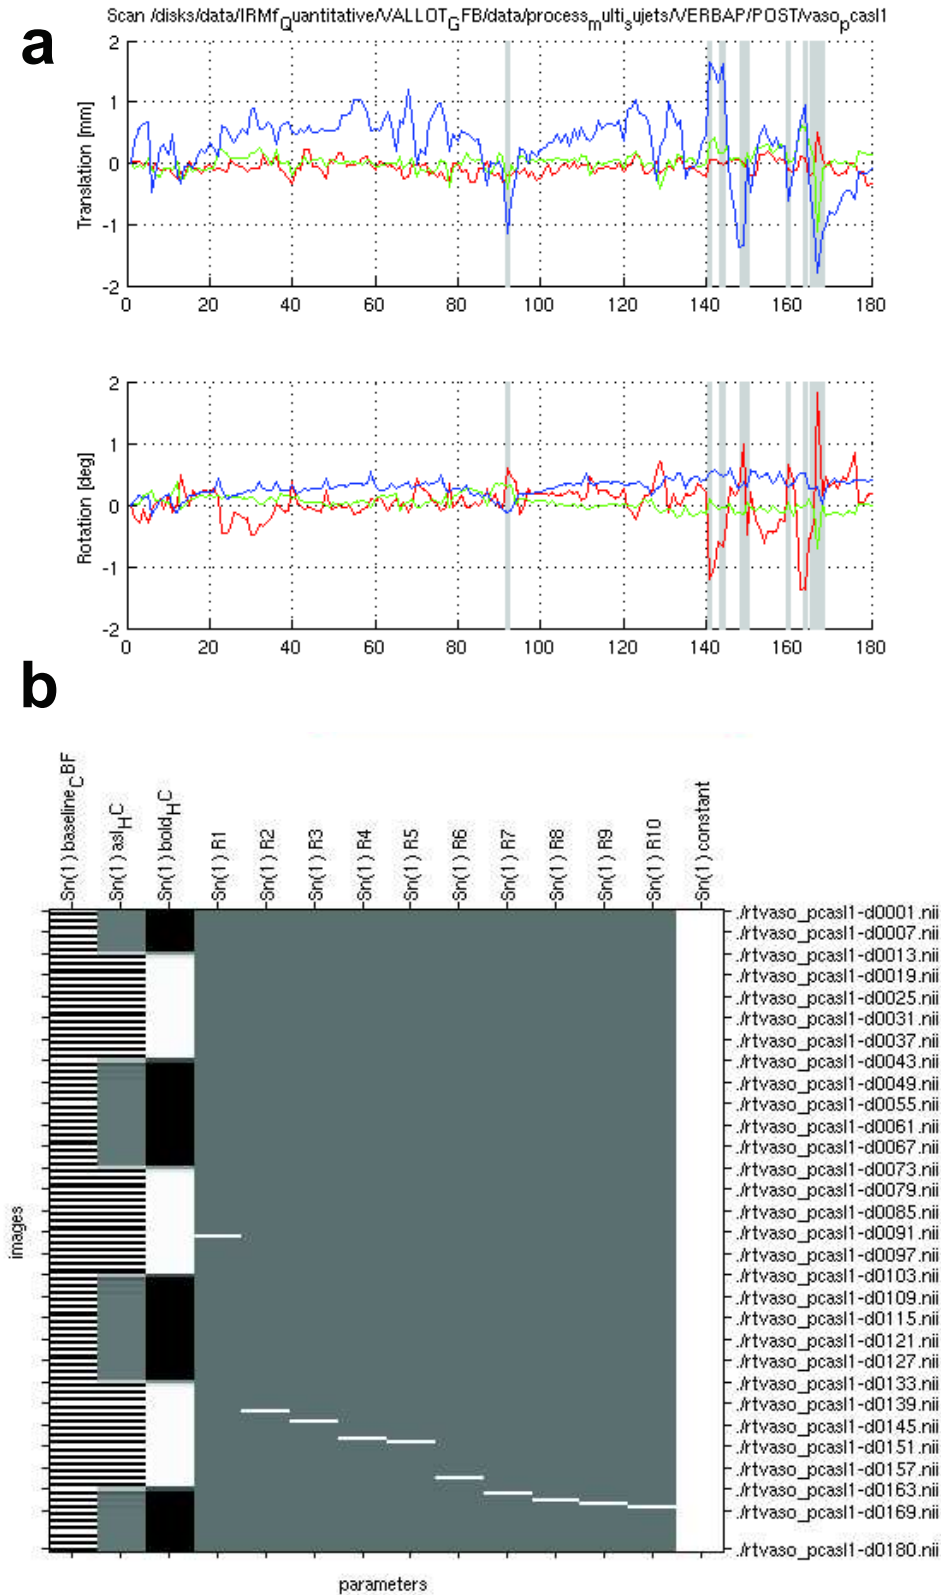 a
Scan /disks/data/IRMfQuantitative/VALLOTGFB/data/processmultisujets/VERBAP/POST/vasopcasl1
Translation [mm]
2
1
0
-1
-2
0 20 40 60 80 100 120 140 160 180
Rotation [deg]
2
1
0
-1
-2
0 20 40 60 80 100 120 140 160 180
b
Sn(1) baselineCBF
Sn(1) aslHC
Sn(1) boldHC
Sn(1) R1
Sn(1) R2
Sn(1) R3
Sn(1) R4
Sn(1) R5
Sn(1) R6
Sn(1) R7
Sn(1) R8
Sn(1) R9
Sn(1) R10
Sn(1) constant
images
./rtvaso_pcasl1-d0001.nii
./rtvaso_pcasl1-d0007.nii
./rtvaso_pcasl1-d0013.nii
./rtvaso_pcasl1-d0019.nii
./rtvaso_pcasl1-d0025.nii
./rtvaso_pcasl1-d0031.nii
./rtvaso_pcasl1-d0037.nii
./rtvaso_pcasl1-d0043.nii
./rtvaso_pcasl1-d0049.nii
./rtvaso_pcasl1-d0055.nii
./rtvaso_pcasl1-d0061.nii
./rtvaso_pcasl1-d0067.nii
./rtvaso_pcasl1-d0073.nii
./rtvaso_pcasl1-d0079.nii
./rtvaso_pcasl1-d0085.nii
./rtvaso_pcasl1-d0091.nii
./rtvaso_pcasl1-d0097.nii
./rtvaso_pcasl1-d0103.nii
./rtvaso_pcasl1-d0109.nii
./rtvaso_pcasl1-d0115.nii
./rtvaso_pcasl1-d0121.nii
./rtvaso_pcasl1-d0127.nii
./rtvaso_pcasl1-d0133.nii
./rtvaso_pcasl1-d0139.nii
./rtvaso_pcasl1-d0145.nii
./rtvaso_pcasl1-d0151.nii
./rtvaso_pcasl1-d0157.nii
./rtvaso_pcasl1-d0163.nii
./rtvaso_pcasl1-d0169.nii
./rtvaso_pcasl1-d0180.nii
parameters